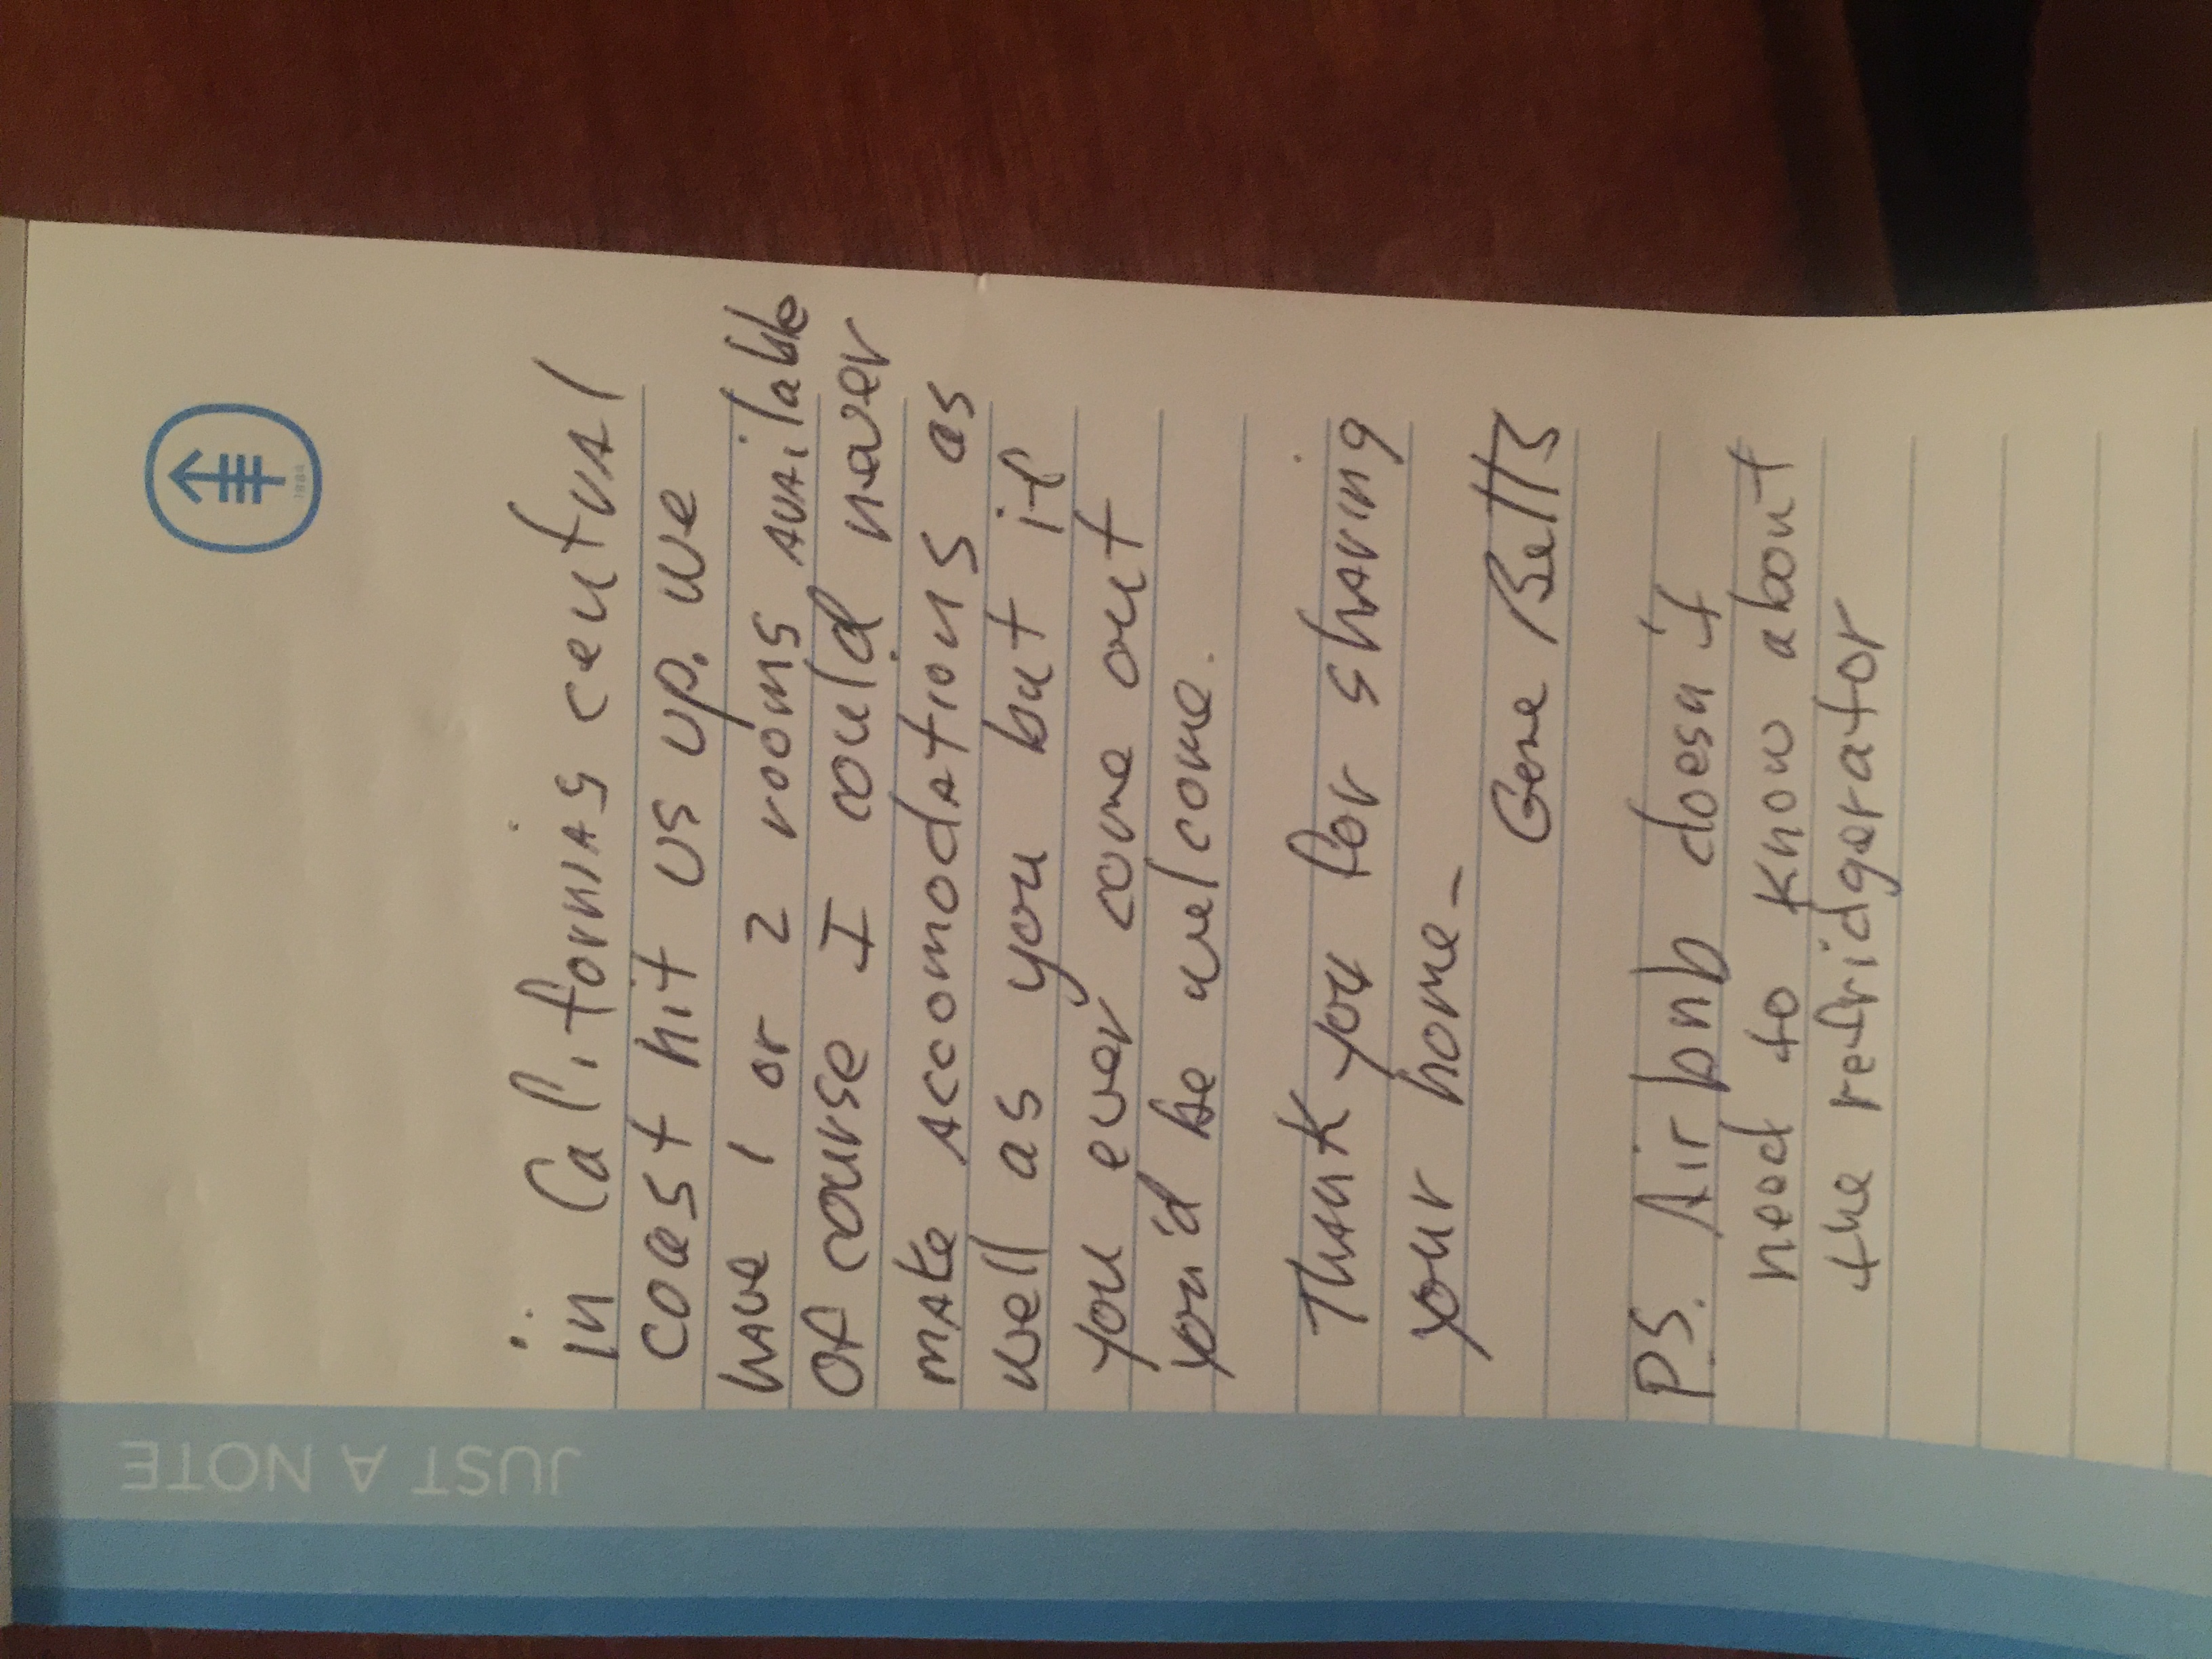 JUST A NOTE
1884
in Californias central
coast hit us up. we
have 1 or 2 rooms available
Of course I could never
make accomodations as
well as you but if
you ever come out
you'd be welcome.
Thank you for sharing
your home-
Gene Betts
P.S. Airbnb doesn't
need to know about
the refridgerator